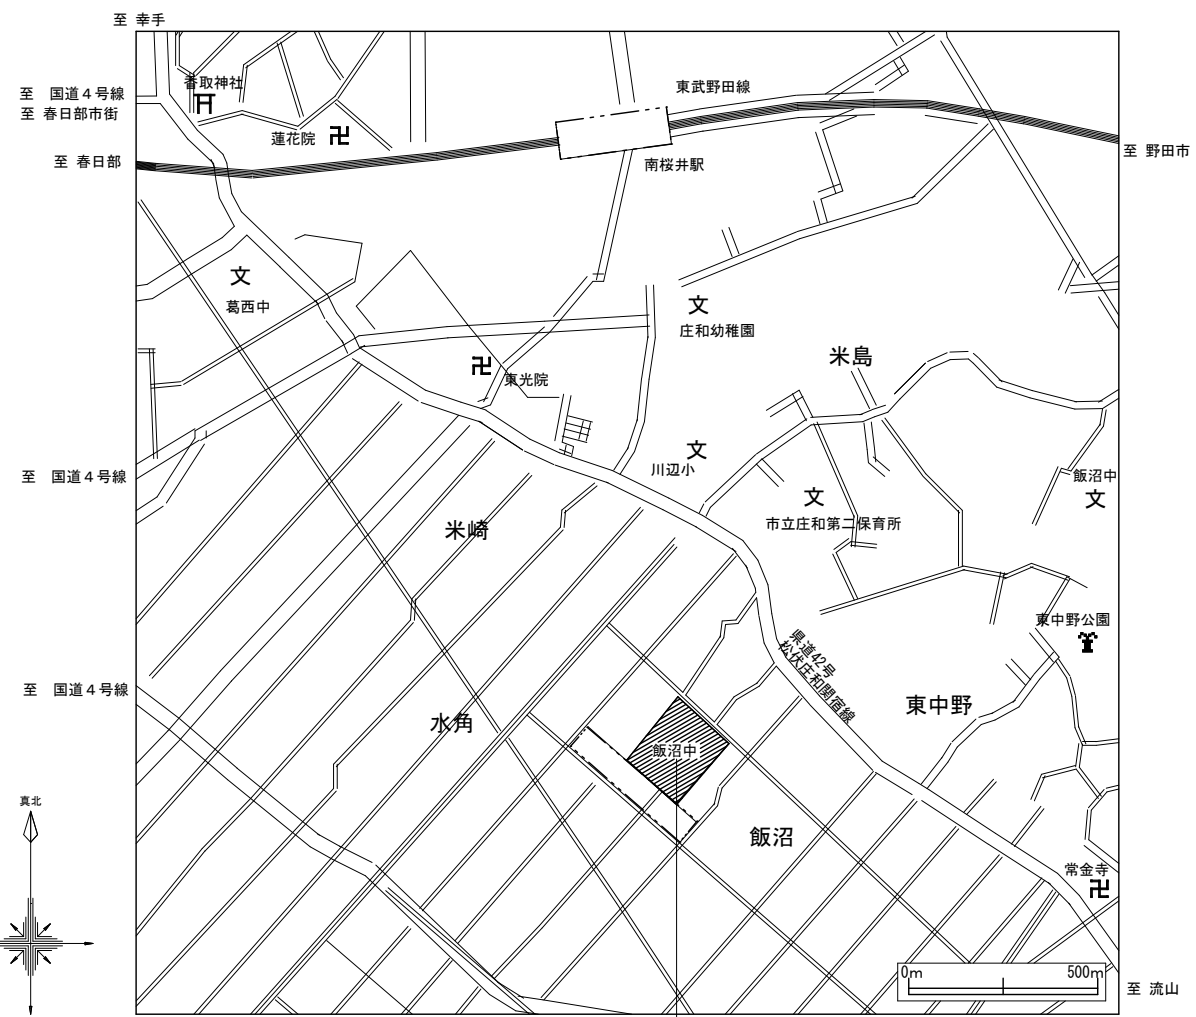 至 幸手
至 国道４号線
至 春日部市街
至 春日部
香取神社
蓮花院
東武野田線
南桜井駅
至 野田市
文
葛西中
文
庄和幼稚園
米島
東光院
文
川辺小
文
市立庄和第二保育所
飯沼中
文
至 国道４号線
米崎
東中野公園
県道42号
松伏庄和関宿線
至 国道４号線
水角
東中野
飯沼中
飯沼
真北
常金寺
0m 500m
至 流山